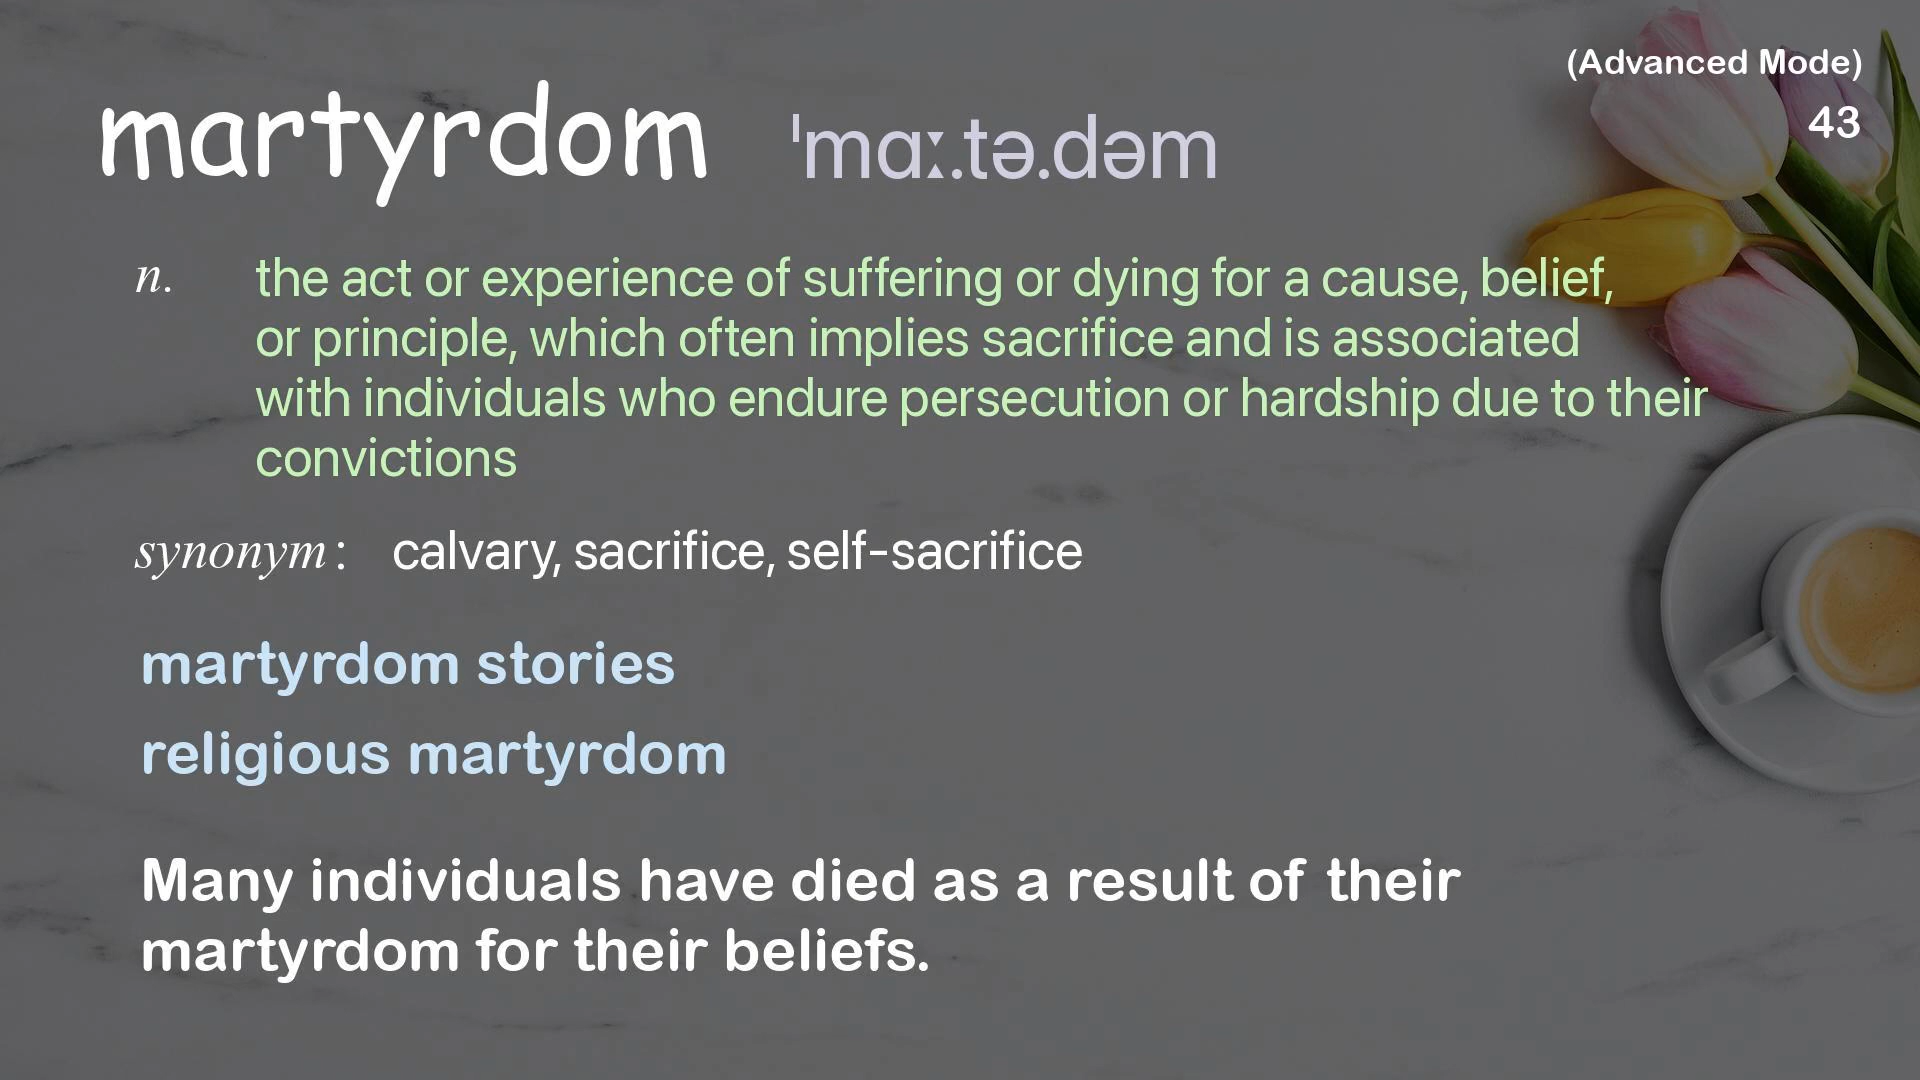 (Advanced Mode)
43
martyrdom ˈmɑː.tə.dəm
n. the act or experience of suffering or dying for a cause, belief,
or principle, which often implies sacrifice and is associated
with individuals who endure persecution or hardship due to their
convictions
synonym: calvary, sacrifice, self-sacrifice
martyrdom stories
religious martyrdom
Many individuals have died as a result of their
martyrdom for their beliefs.